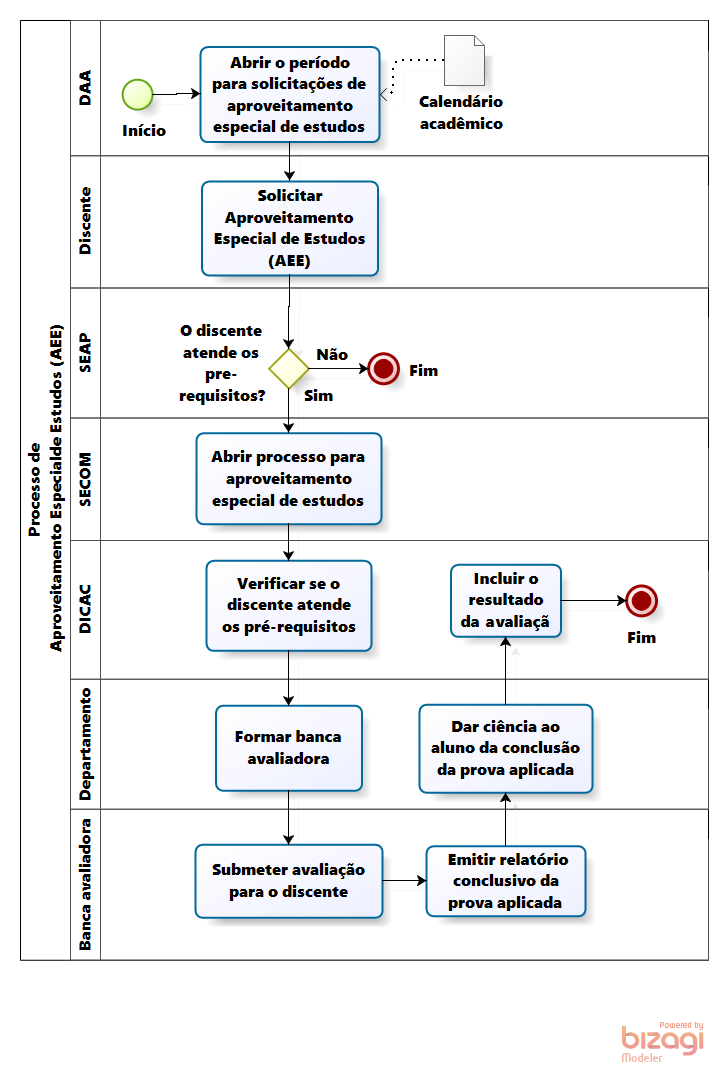 Processo de
Aproveitamento Especialde Estudos (AEE)
DAA
Início
Abrir o período
para solicitações de
aproveitamento
especial de estudos
Calendário
acadêmico
Discente
Solicitar
Aproveitamento
Especial de Estudos
(AEE)
SEAP
O discente
atende os
pre-
requisitos?
Não
Fim
Sim
SECOM
Abrir processo para
aproveitamento
especial de estudos
DICAC
Verificar se o
discente atende
os pré-requisitos
Incluir o
resultado
da avaliaçã
Fim
Departamento
Formar banca
avaliadora
Dar ciência ao
aluno da conclusão
da prova aplicada
Banca avaliadora
Submeter avaliação
para o discente
Emitir relatório
conclusivo da
prova aplicada
Powered by
bizagi
Modeler